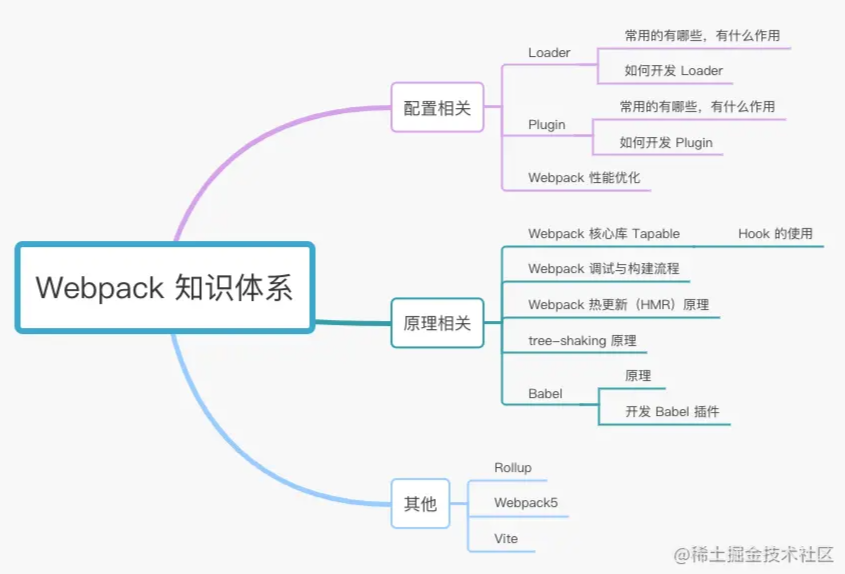 Webpack 知识体系
配置相关
Loader
常用的有哪些，有什么作用
如何开发 Loader
Plugin
常用的有哪些，有什么作用
如何开发 Plugin
Webpack 性能优化
原理相关
Webpack 核心库 Tapable
Hook 的使用
Webpack 调试与构建流程
Webpack 热更新（HMR）原理
tree-shaking 原理
Babel
原理
开发 Babel 插件
其他
Rollup
Webpack5
Vite
@稀土掘金技术社区